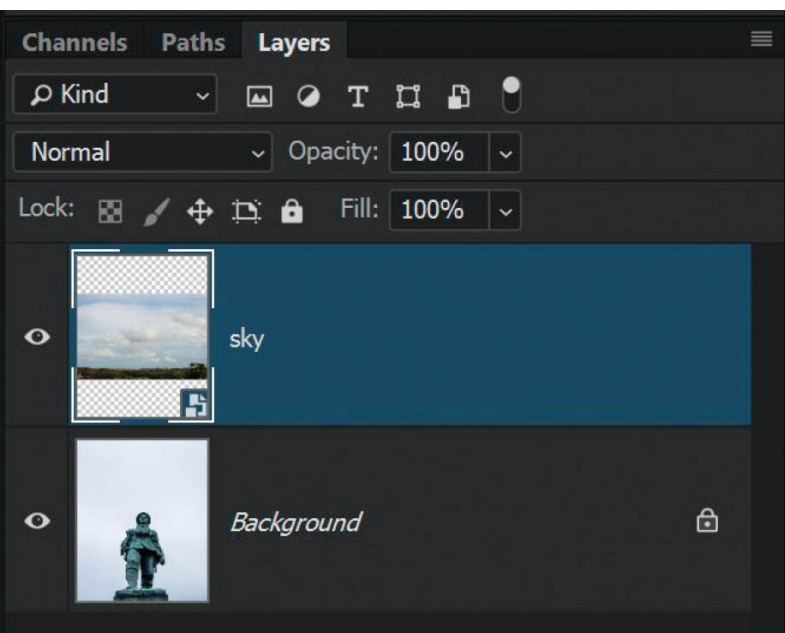 Channels Paths Layers
Kind
Normal Opacity: 100%
Lock: Fill: 100%
sky
Background